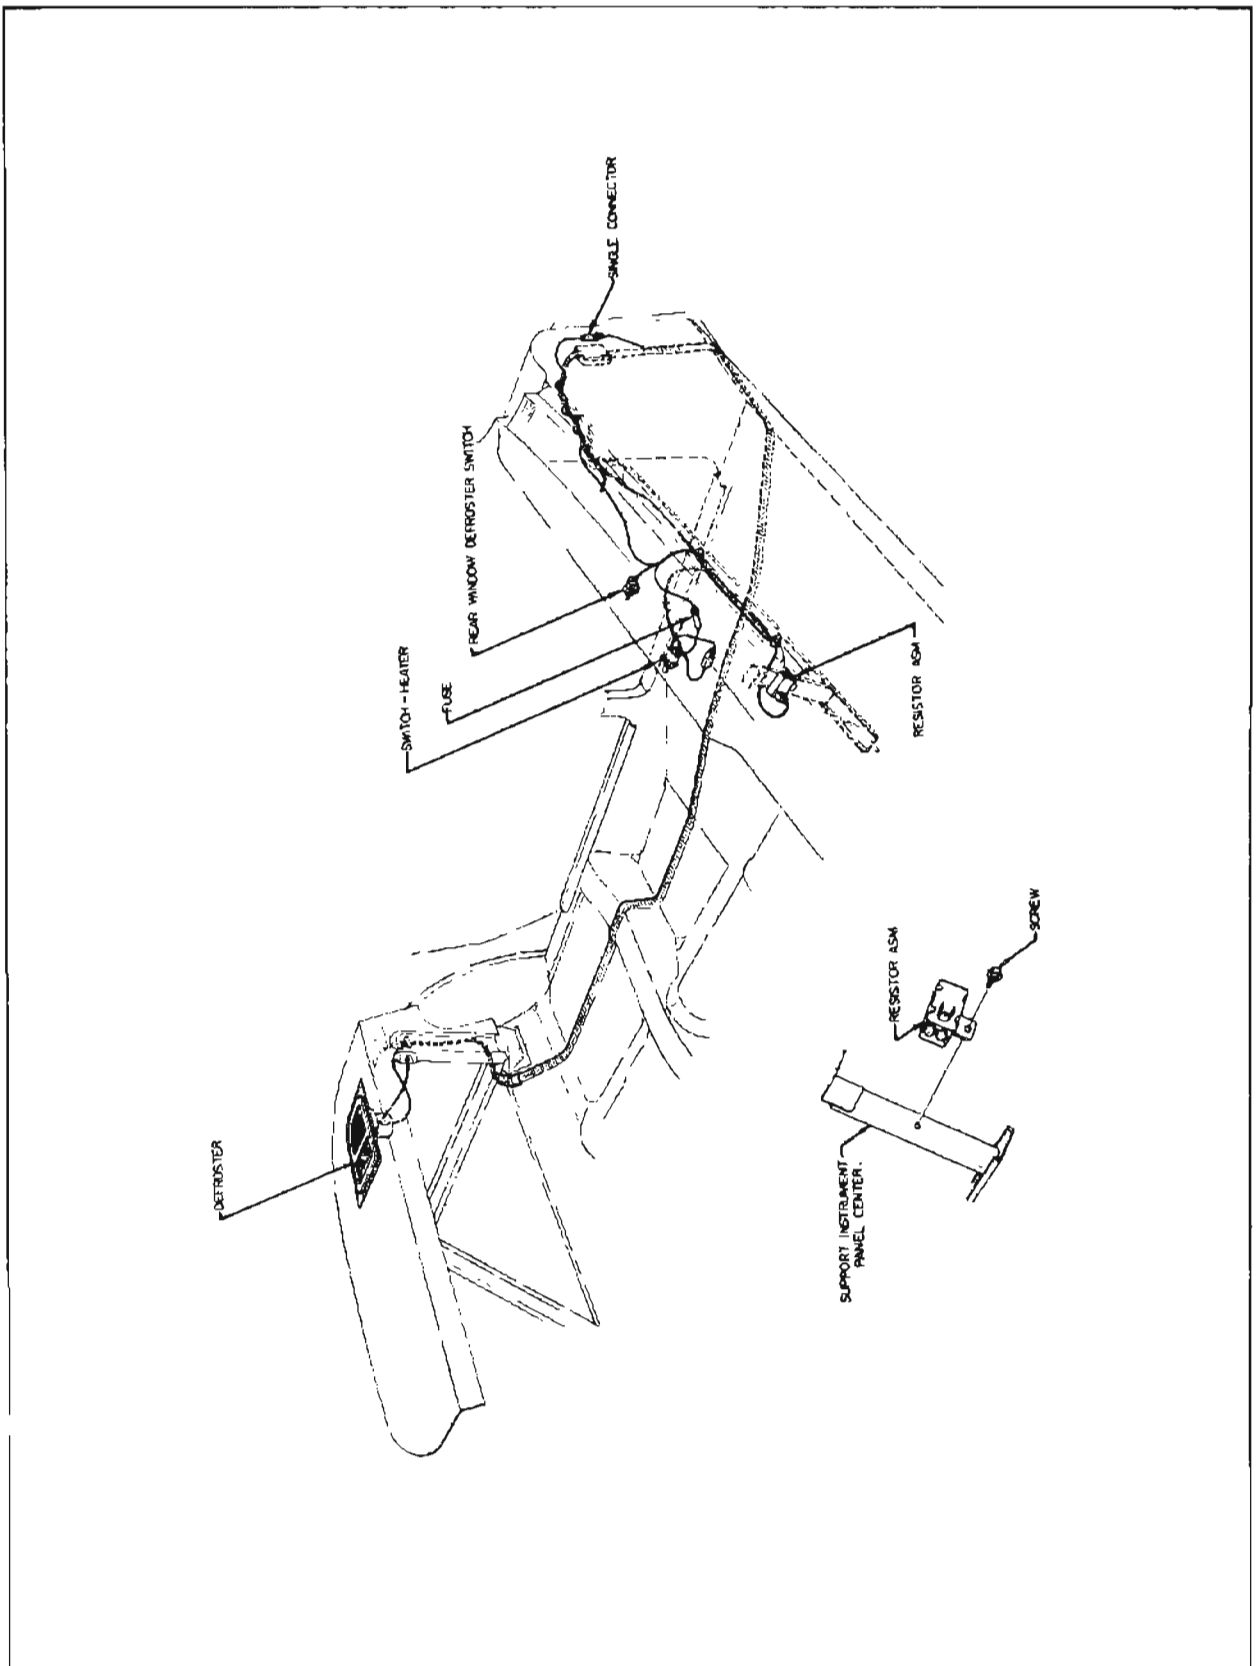 DEFROSTER
SWITCH-HEATER
FUSE
REAR WINDOW DEFROSTER SWITCH
SINGLE CONNECTOR
RESISTOR ASM
SUPPORT INSTRUMENT
PANEL CENTER.
RESISTOR ASM
SCREW